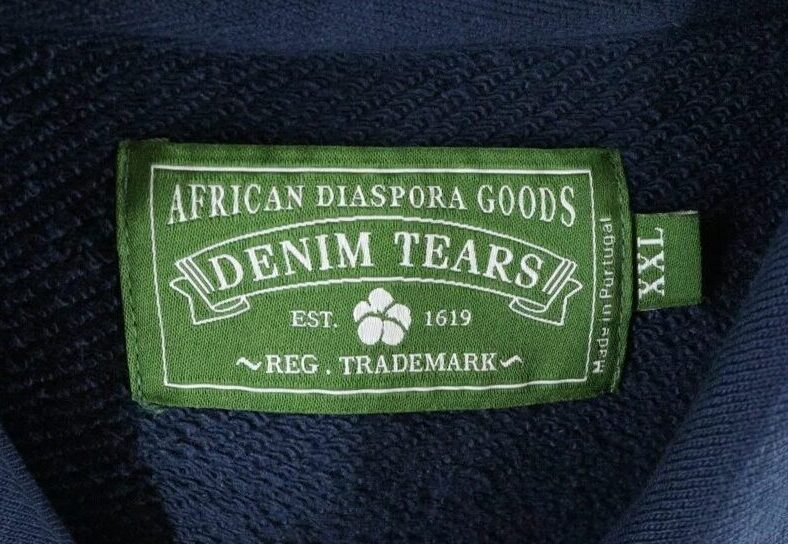 AFRICAN DIASPORA GOODS
DENIM TEARS
EST. 1619
~REG . TRADEMARK~
Made in Portugal
XXL